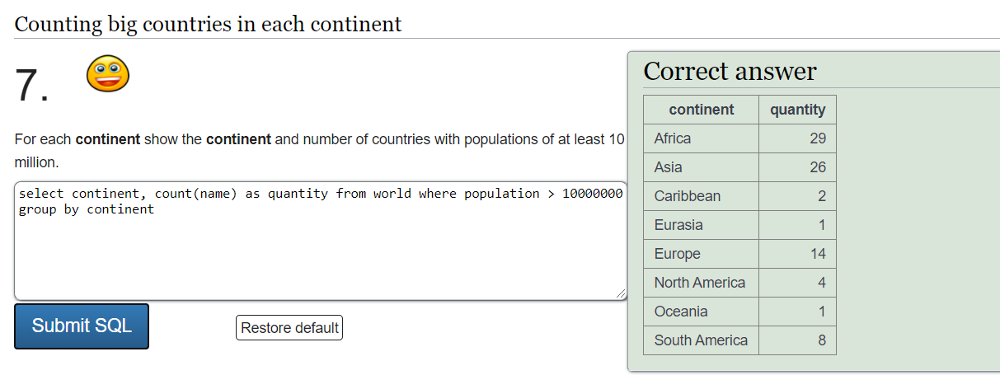 Counting big countries in each continent
7.
For each continent show the continent and number of countries with populations of at least 10
million.
select continent, count(name) as quantity from world where population > 10000000
group by continent
Submit SQL
Restore default
Correct answer
continent quantity
Africa 29
Asia 26
Caribbean 2
Eurasia 1
Europe 14
North America 4
Oceania 1
South America 8